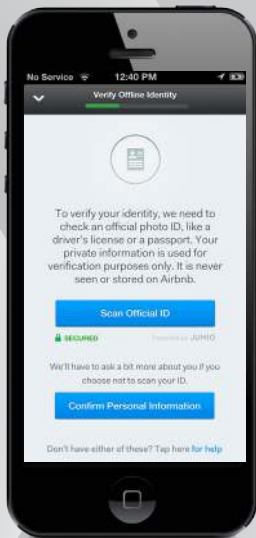 No Service 12:40 PM
Verify Offline Identity
To verify your identity, we need to
check an official photo ID, like a
driver's license or a passport. Your
private information is used for
verification purposes only. It is never
seen or stored on Airbnb.
Scan Official ID
SECURED Powered by JUMIO
We'll have to ask a bit more about you if you
choose not to scan your ID.
Confirm Personal Information
Don't have either of these? Tap here for help